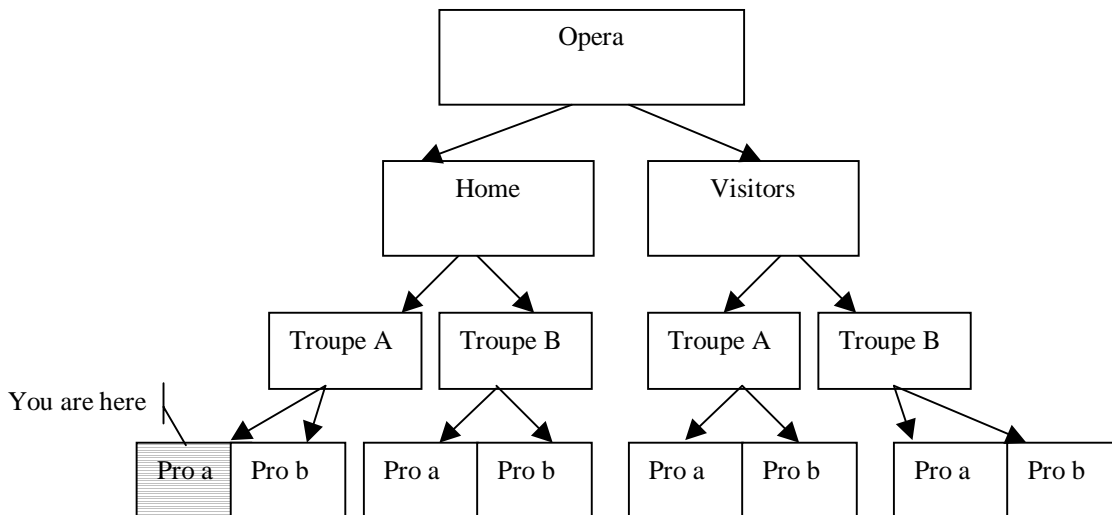 Opera
Home
Visitors
Troupe A
Troupe B
Troupe A
Troupe B
You are here
Pro a
Pro b
Pro a
Pro b
Pro a
Pro b
Pro a
Pro b